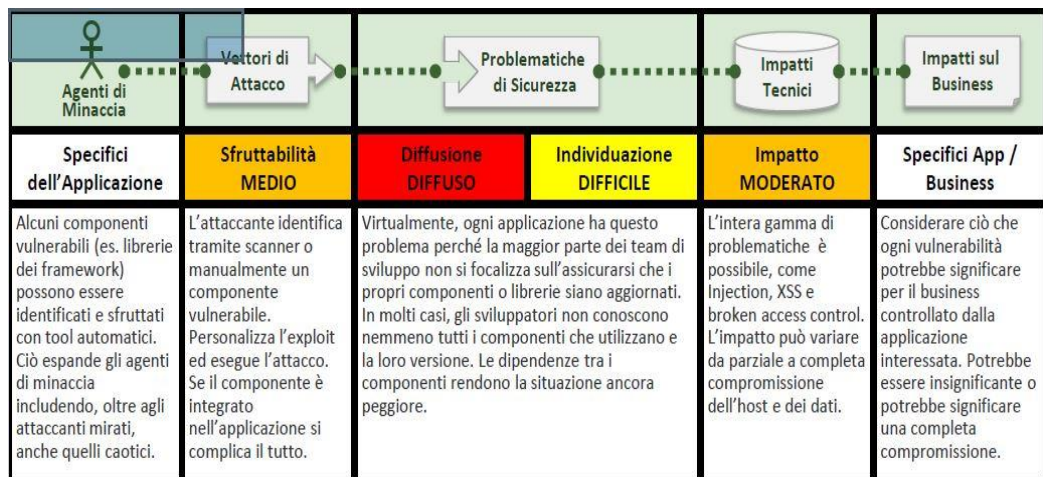 Agenti di
Minaccia
Vettori di
Attacco
Problematiche
di Sicurezza
Impatti
Tecnici
Impatti sul
Business
Specifici
dell’Applicazione
Sfruttabilità
MEDIO
Diffusione
DIFFUSO
Individuazione
DIFFICILE
Impatto
MODERATO
Specifici App /
Business
Alcuni componenti
vulnerabili (es. librerie
dei framework)
possono essere
identificati e sfruttati
con tool automatici.
Ciò espande gli agenti
di minaccia
includendo, oltre agli
attaccanti mirati,
anche quelli caotici.
L’attaccante identifica
tramite scanner o
manualmente un
componente
vulnerabile.
Personalizza l’exploit
ed esegue l’attacco.
Se il componente è
integrato
nell’applicazione si
complica il tutto.
Virtualmente, ogni applicazione ha questo
problema perché la maggior parte dei team di
sviluppo non si focalizza sull’assicurarsi che i
propri componenti o librerie siano aggiornati.
In molti casi, gli sviluppatori non conoscono
nemmeno tutti i componenti che utilizzano e
la loro versione. Le dipendenze tra i
componenti rendono la situazione ancora
peggiore.
L’intera gamma di
problematiche è
possibile, come
Injection, XSS e
broken access control.
L’impatto può variare
da parziale a completa
compromissione
dell’host e dei dati.
Considerare ciò che
ogni vulnerabilità
potrebbe significare
per il business
controllato dalla
applicazione
interessata. Potrebbe
essere insignificante o
potrebbe significare
una completa
compromissione.